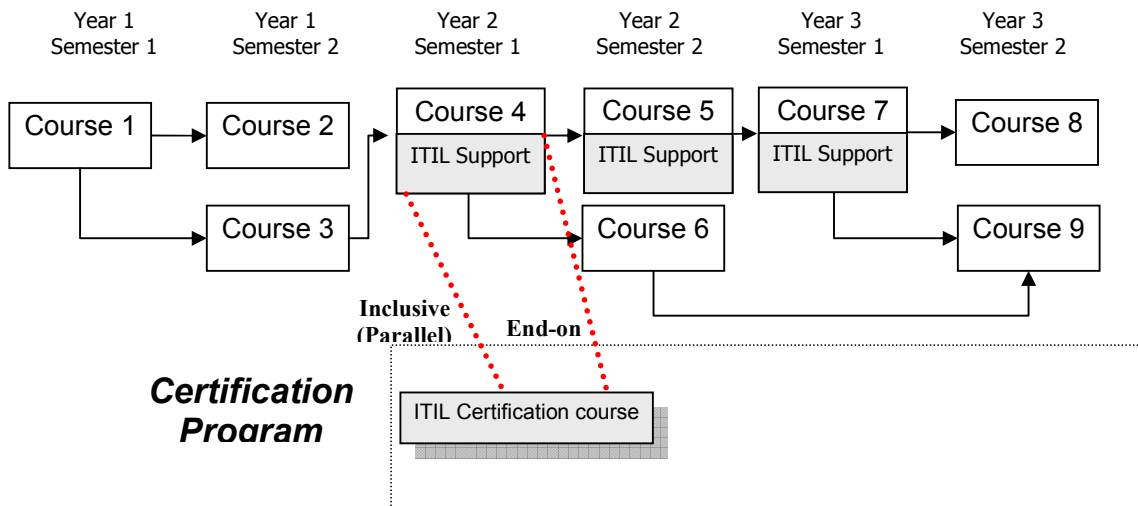 Year 1
Semester 1
Year 1
Semester 2
Year 2
Semester 1
Year 2
Semester 2
Year 3
Semester 1
Year 3
Semester 2
Course 1
Course 2
Course 4
ITIL Support
Course 5
ITIL Support
Course 7
ITIL Support
Course 8
Course 3
Course 6
Course 9
Inclusive
(Parallel)
End-on
Certification
Program
ITIL Certification course